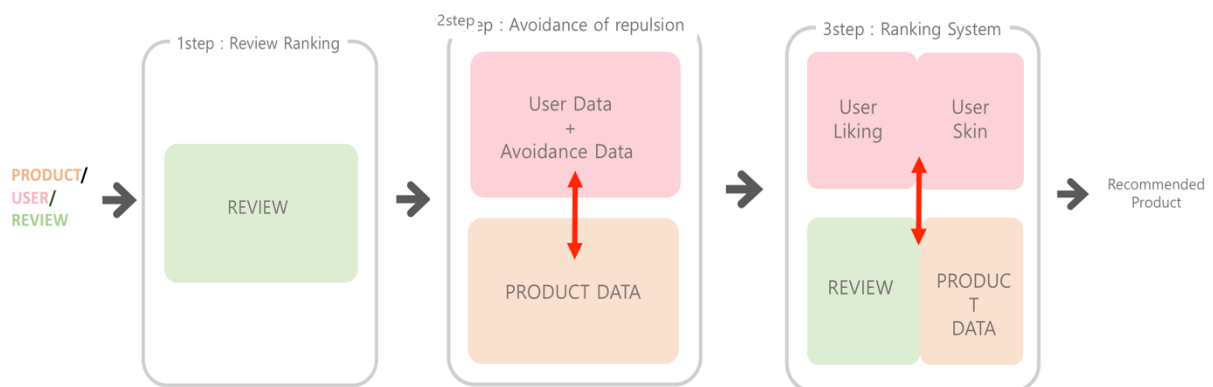 PRODUCT/
USER/
REVIEW
1step : Review Ranking
REVIEW
2step ep : Avoidance of repulsion
User Data
+
Avoidance Data
PRODUCT DATA
3step : Ranking System
User
Liking
User
Skin
REVIEW
PRODUC
T
DATA
Recommended
Product